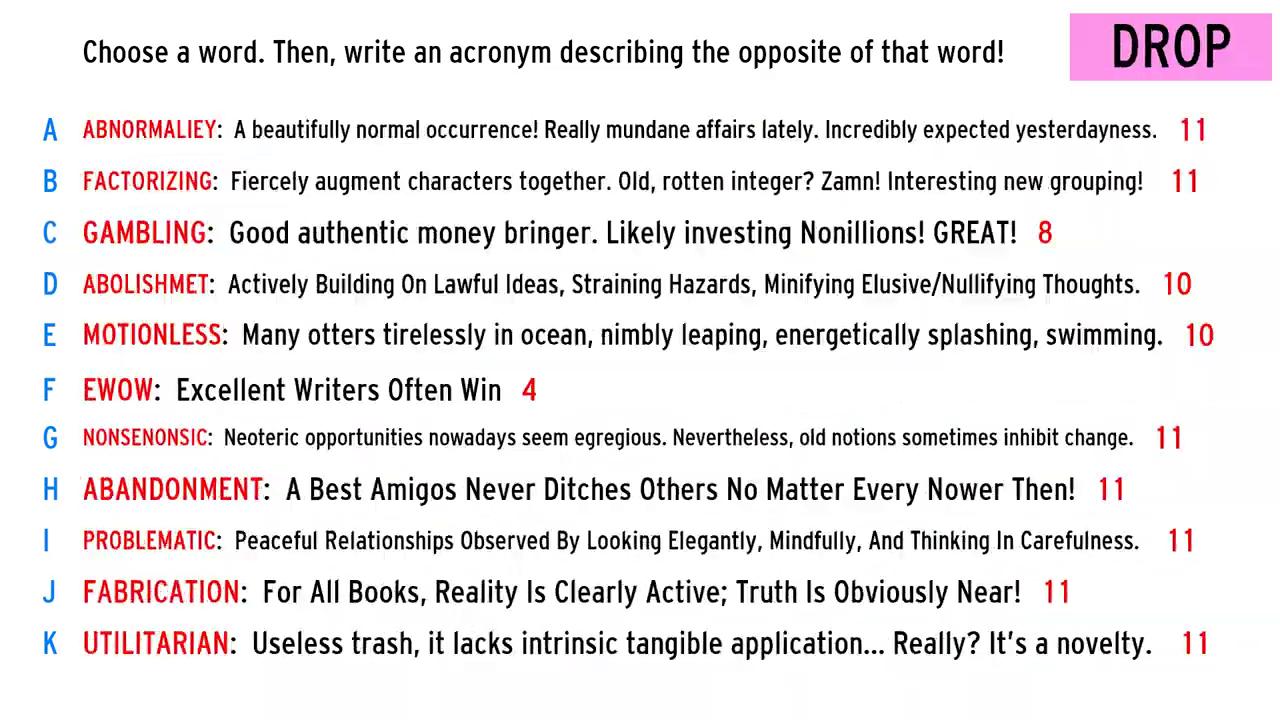 Choose a word. Then, write an acronym describing the opposite of that word!
DROP
A ABNORMALIEY: A beautifully normal occurrence! Really mundane affairs lately. Incredibly expected yesterdayness. 11
B FACTORIZING: Fiercely augment characters together. Old, rotten integer? Zamn! Interesting new grouping! 11
C GAMBLING: Good authentic money bringer. Likely investing Nonillions! GREAT! 8
D ABOLISHMET: Actively Building On Lawful Ideas, Straining Hazards, Minifying Elusive/Nullifying Thoughts. 10
E MOTIONLESS: Many otters tirelessly in ocean, nimbly leaping, energetically splashing, swimming. 10
F EWOW: Excellent Writers Often Win 4
G NONSENONSIC: Neoteric opportunities nowadays seem egregious. Nevertheless, old notions sometimes inhibit change. 11
H ABANDONMENT: A Best Amigos Never Ditches Others No Matter Every Nower Then! 11
I PROBLEMATIC: Peaceful Relationships Observed By Looking Elegantly, Mindfully, And Thinking In Carefulness. 11
J FABRICATION: For All Books, Reality Is Clearly Active; Truth Is Obviously Near! 11
K UTILITARIAN: Useless trash, it lacks intrinsic tangible application... Really? It's a novelty. 11